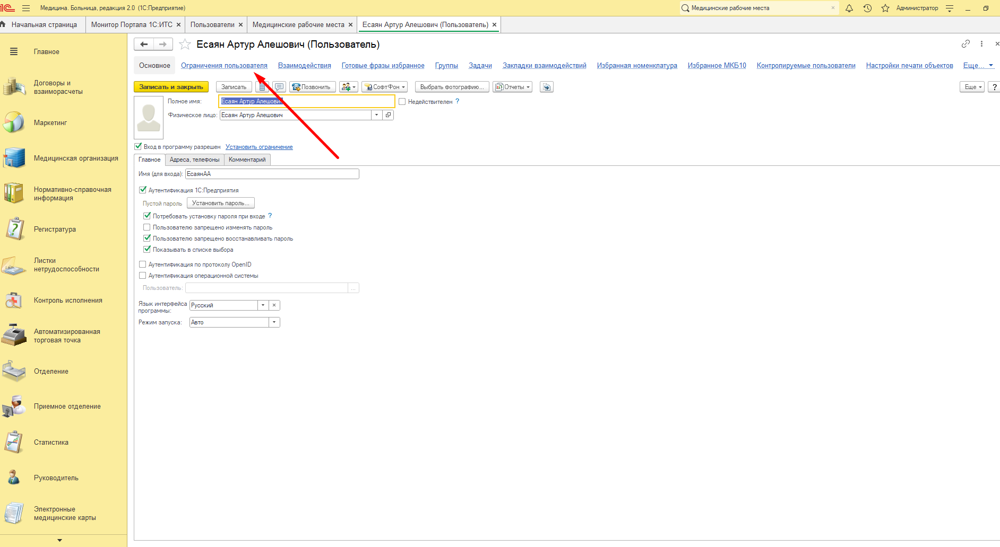 1С Медицина. Больница, редакция 2.0 (1С:Предприятие) Медицинские рабочие места × Администратор
Начальная страница Монитор Портала 1С:ИТС × Пользователи × Медицинские рабочие места × Есаян Артур Алешович (Пользователь) ×
Главное
Договоры и
взаиморасчеты
Маркетинг
Медицинская организация
Нормативно-справочная
информация
Регистратура
Листки
нетрудоспособности
Контроль исполнения
Автоматизированная
торговая точка
Отделение
Приемное отделение
Статистика
Руководитель
Электронные
медицинские карты
Есаян Артур Алешович (Пользователь)
Основное Ограничения пользователя Взаимодействия Готовые фразы избранное Группы Задачи Закладки взаимодействий Избранная номенклатура Избранное МКБ10 Контролируемые пользователи Настройки печати объектов Еще...
Записать и закрыть Записать Позвонить СофтФон Выбрать фотографию... Отчеты Еще ?
Полное имя: Есаян Артур Алешович Недействителен ?
Физическое лицо: Есаян Артур Алешович
Вход в программу разрешен Установить ограничение
Главное Адреса, телефоны Комментарий
Имя (для входа): ЕсаянАА
Аутентификация 1С:Предприятия
Пустой пароль Установить пароль...
Потребовать установку пароля при входе ?
Пользователю запрещено изменять пароль
Пользователю запрещено восстанавливать пароль
Показывать в списке выбора
Аутентификация по протоколу OpenID
Аутентификация операционной системы
Пользователь: ...
Язык интерфейса
программы: Русский ×
Режим запуска: Авто